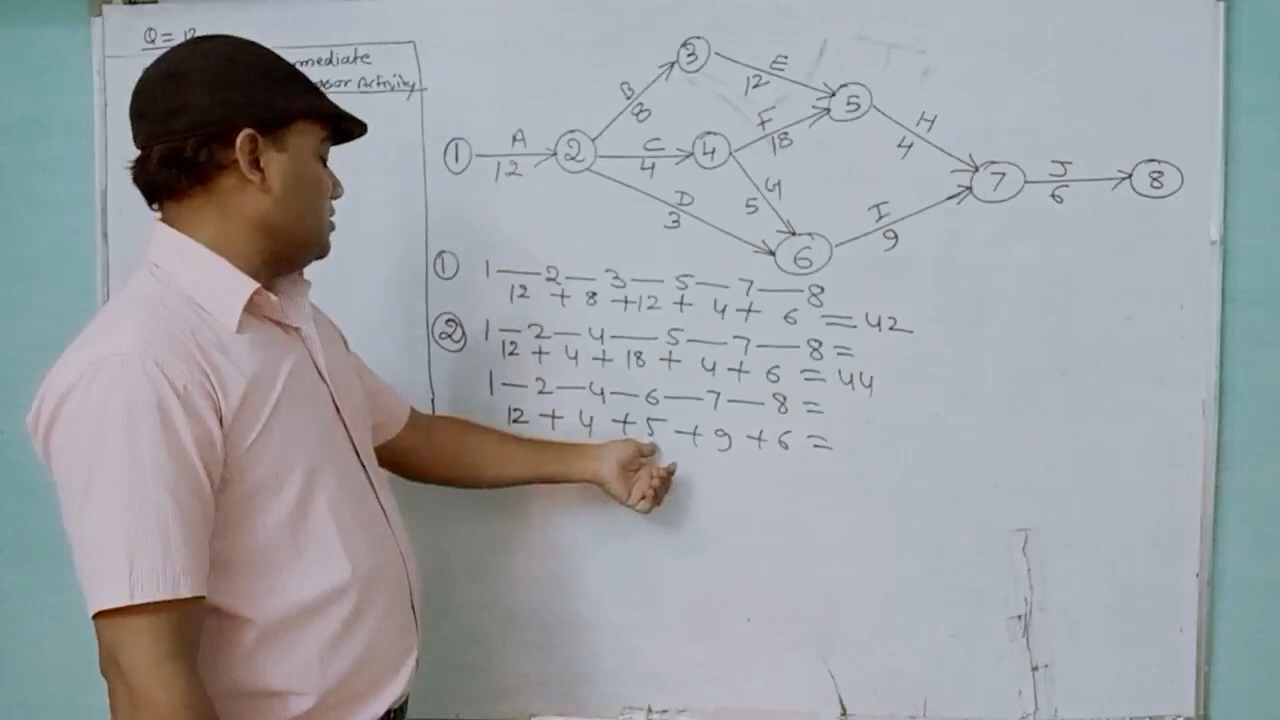 Q = 12
mediate
sor Activity
3
E
12
B
8
5
F
18
H
4
1
A
12
2
C
4
4
G
5
7
J
6
8
D
3
I
9
6
① 1—2—3—5—7—8
12 + 8 + 12 + 4 + 6 = 42
② 1—2—4—5—7—8 =
12 + 4 + 18 + 4 + 6 = 44
1—2—4—6—7—8 =
12 + 4 + 5 + 9 + 6 =